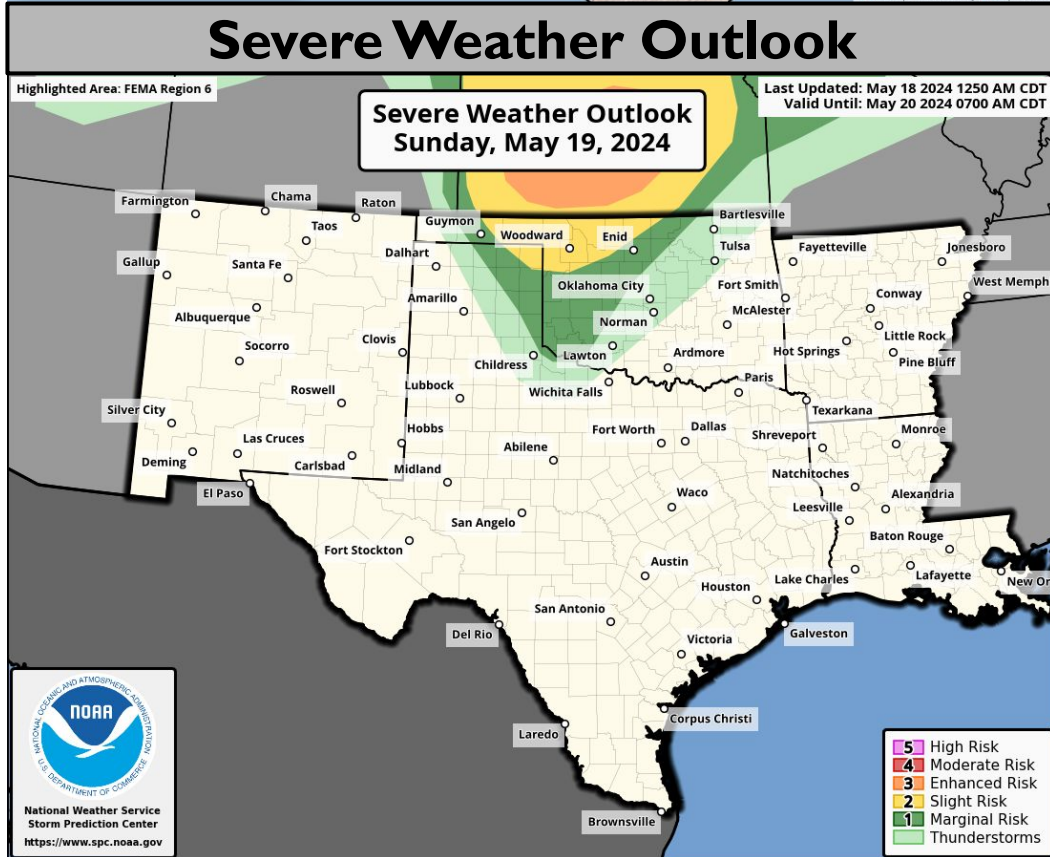 Severe Weather Outlook
Highlighted Area: FEMA Region 6
Last Updated: May 18 2024 1250 AM CDT
Valid Until: May 20 2024 0700 AM CDT
Severe Weather Outlook
Sunday, May 19, 2024
Farmington
Chama
Raton
Taos
Guymon
Woodward
Enid
Bartlesville
Tulsa
Fayetteville
Jonesboro
Gallup
Santa Fe
Dalhart
Oklahoma City
Fort Smith
Conway
West Memph
Albuquerque
Amarillo
Norman
McAlester
Little Rock
Socorro
Clovis
Childress
Lawton
Ardmore
Hot Springs
Pine Bluff
Roswell
Lubbock
Wichita Falls
Paris
Texarkana
Silver City
Las Cruces
Hobbs
Abilene
Fort Worth
Dallas
Shreveport
Monroe
Deming
Carlsbad
Midland
Natchitoches
El Paso
Waco
Alexandria
San Angelo
Leesville
Fort Stockton
Baton Rouge
Austin
Houston
Lake Charles
Lafayette
New Or
San Antonio
Del Rio
Victoria
Galveston
Corpus Christi
Laredo
Brownsville
NATIONAL OCEANIC AND ATMOSPHERIC ADMINISTRATION
NOAA
U.S. DEPARTMENT OF COMMERCE
National Weather Service
Storm Prediction Center
https://www.spc.noaa.gov
5 High Risk
4 Moderate Risk
3 Enhanced Risk
2 Slight Risk
1 Marginal Risk
Thunderstorms